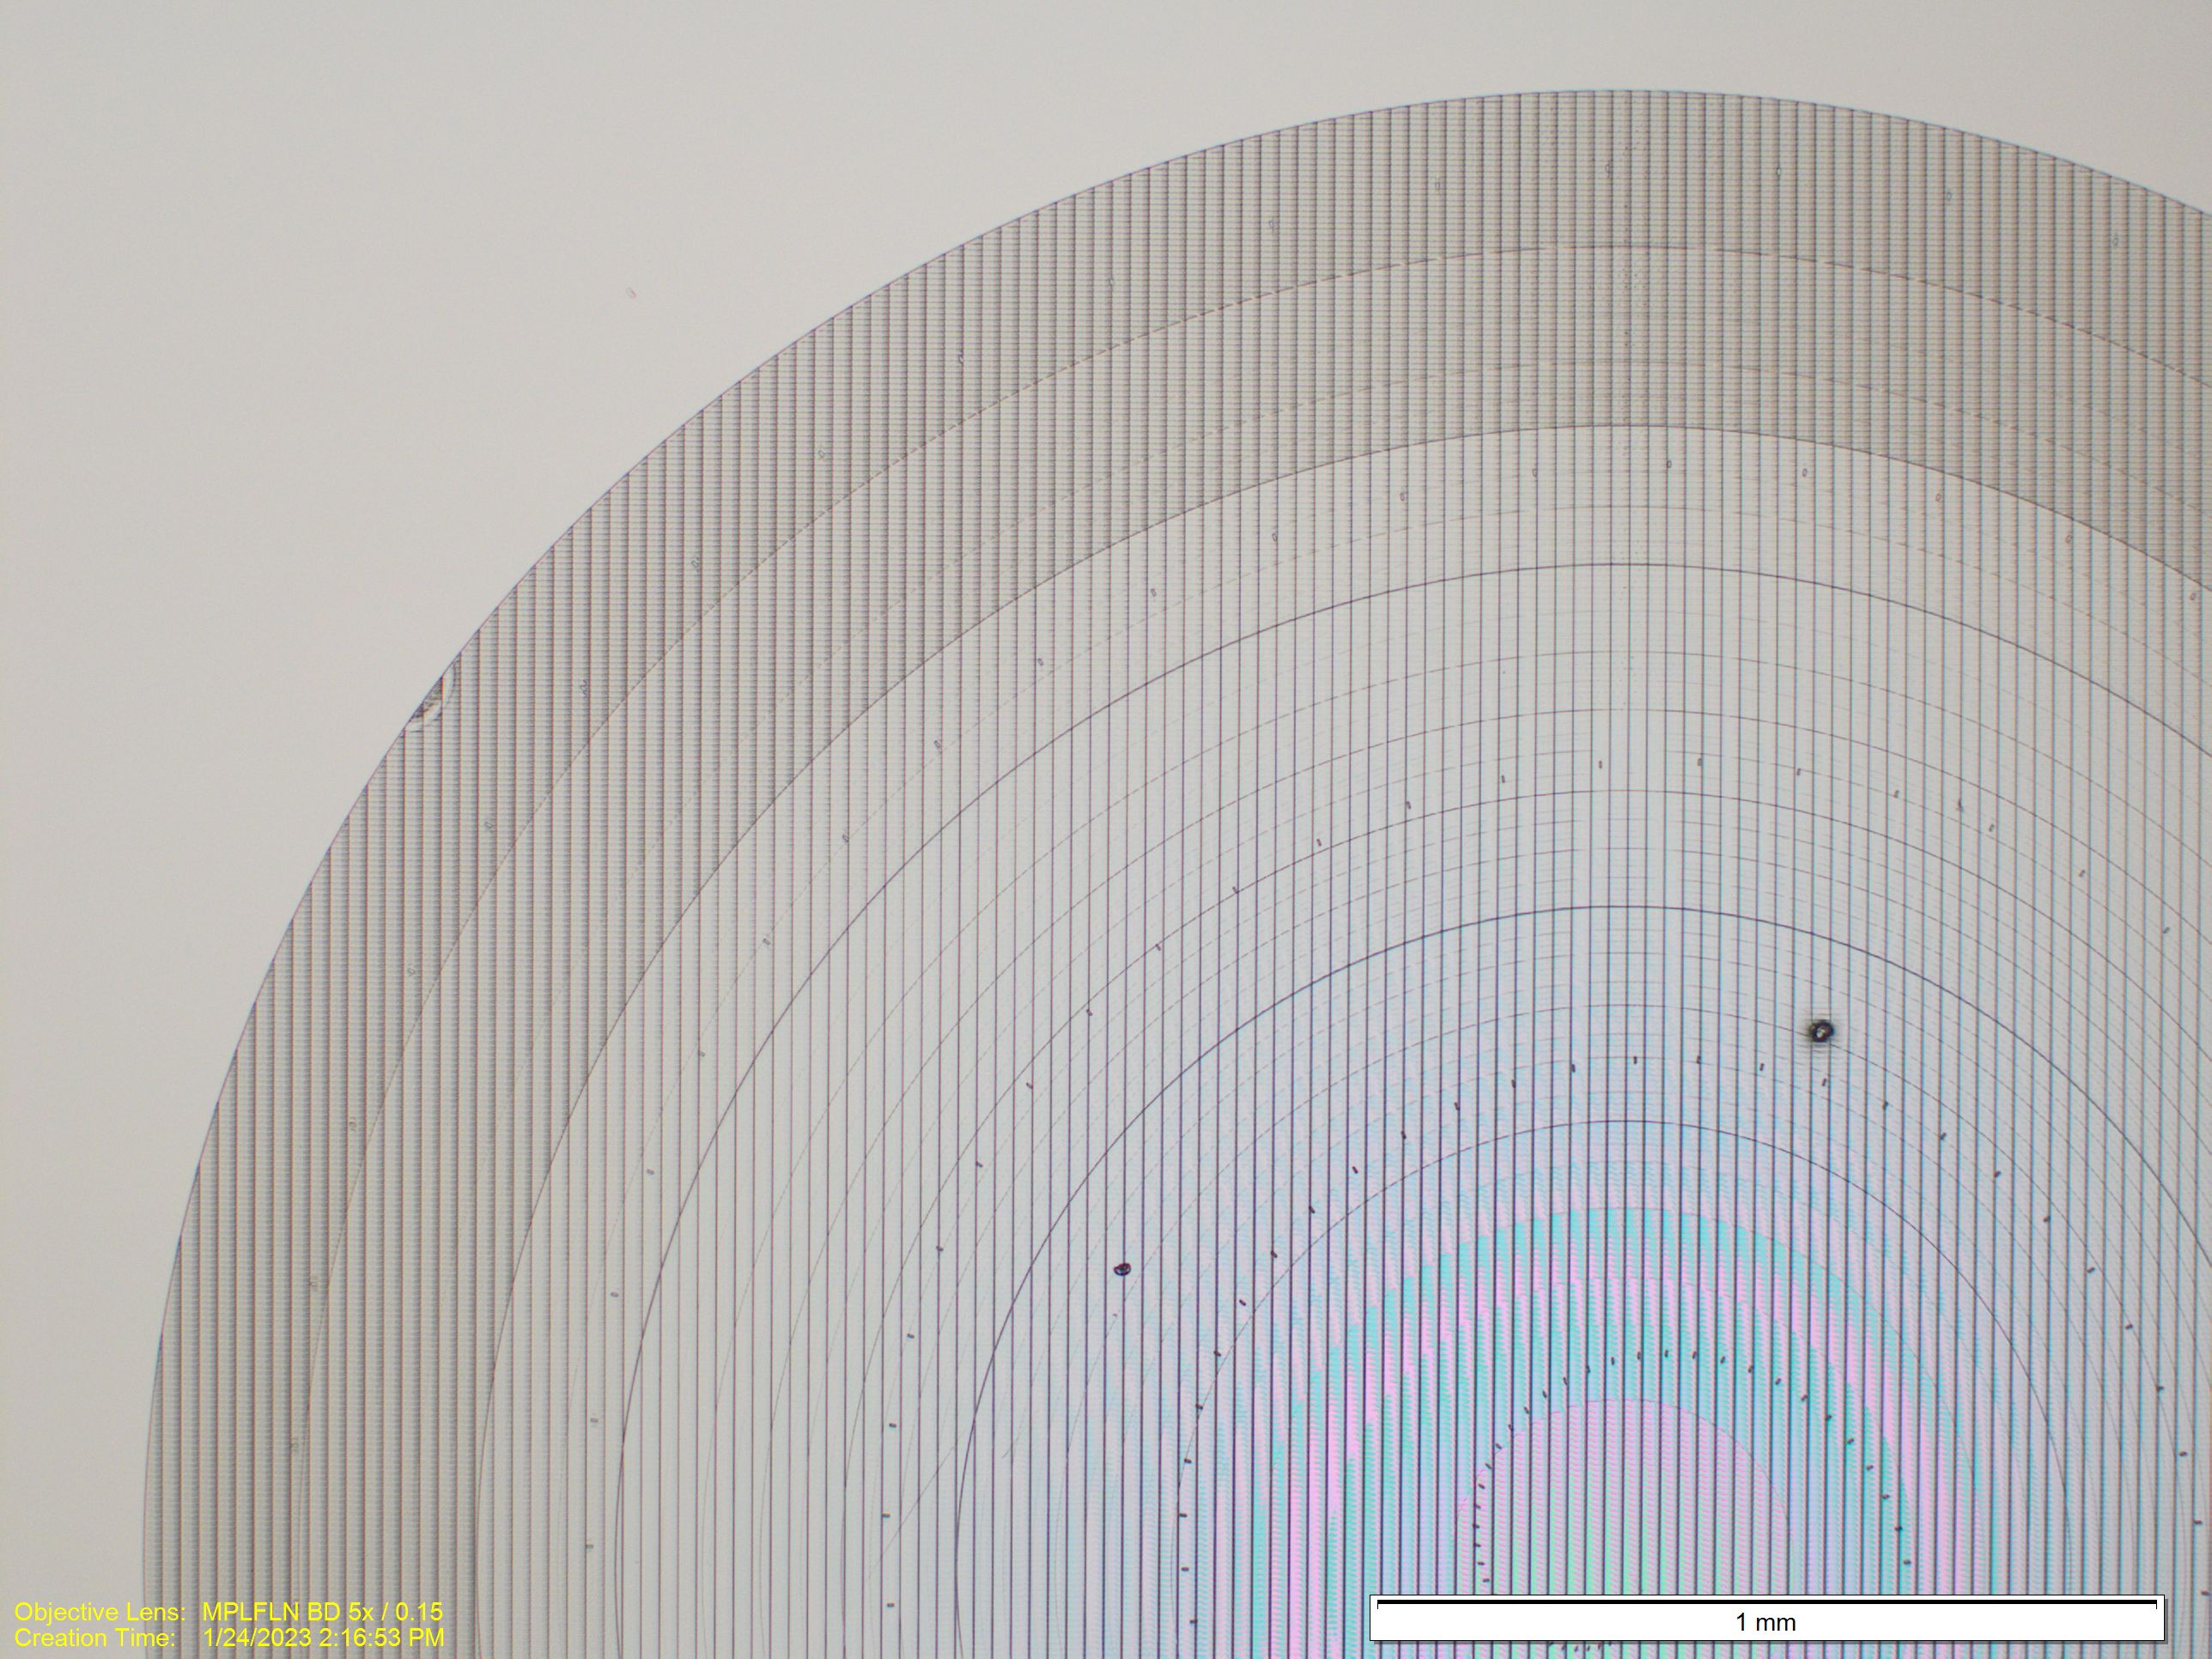 Objective Lens: MPLFLN BD 5x / 0.15
Creation Time: 1/24/2023 2:16:53 PM
1 mm